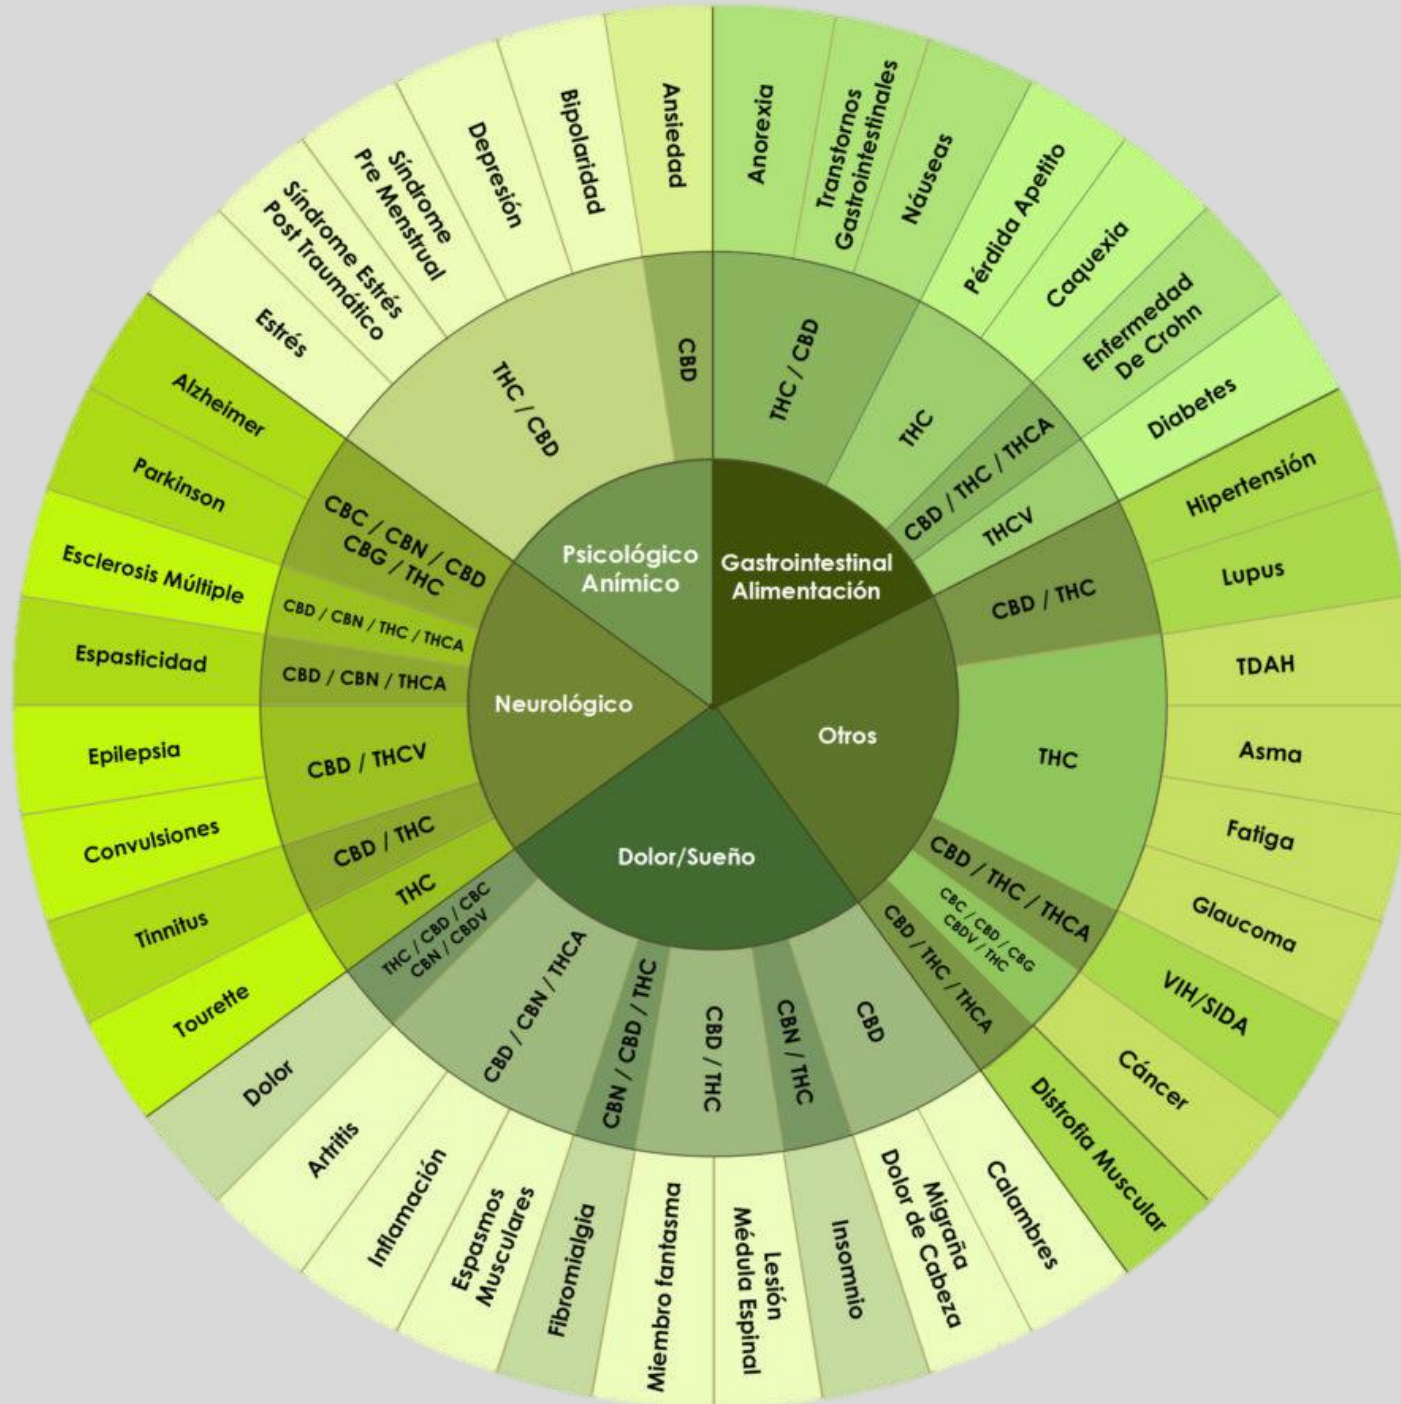 Psicológico
Anímico
Gastrointestinal
Alimentación
Otros
Dolor/Sueño
Neurológico
CBD
THC / CBD
THC / CBD
THC
CBD / THC / THCA
THCV
CBD / THC
THC
CBD / THC / THCA
CBC / CBD / CBG
CBDV / THC
CBD / THC / THCA
CBD
CBN / THC
CBD / THC
CBN / CBD / THC
CBD / CBN / THCA
THC / CBD / CBC
CBN / CBDV
THC
CBD / THC
CBD / THCV
CBD / CBN / THCA
CBD / CBN / THC / THCA
CBC / CBN / CBD
CBG / THC
Ansiedad
Anorexia
Transtornos
Gastrointestinales
Náuseas
Pérdida Apetito
Caquexia
Enfermedad
De Crohn
Diabetes
Hipertensión
Lupus
TDAH
Asma
Fatiga
Glaucoma
VIH/SIDA
Cáncer
Distrofia Muscular
Calambres
Migraña
Dolor de Cabeza
Insomnio
Lesión
Médula Espinal
Miembro fantasma
Fibromialgia
Espasmos
Musculares
Inflamación
Artritis
Dolor
Tourette
Tinnitus
Convulsiones
Epilepsia
Espasticidad
Esclerosis Múltiple
Parkinson
Alzheimer
Estrés
Síndrome Estrés
Post Traumático
Síndrome
Pre Menstrual
Depresión
Bipolaridad